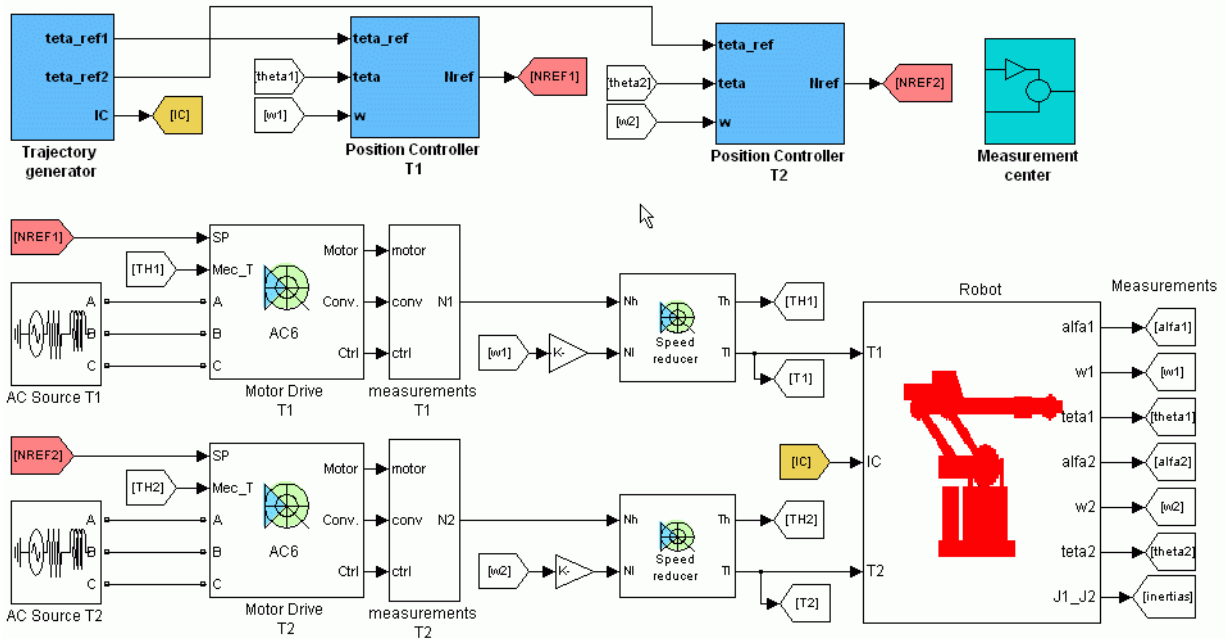 teta_ref1
teta_ref2
IC
Trajectory
generator
[IC]
teta_ref
teta
w
Nref
[theta1]
[w1]
[NREF1]
Position Controller
T1
teta_ref
teta
w
Nref
[theta2]
[w2]
[NREF2]
Position Controller
T2
Measurement
center
[NREF1]
[TH1]
A
B
C
AC Source T1
SP
Mec_T
A
B
C
Motor
Conv.
Ctrl
AC6
Motor Drive
T1
motor
conv
ctrl
N1
measurements
T1
[w1]
K-
Nh
Nl
Th
Tl
Speed
reducer
[TH1]
[T1]
[NREF2]
[TH2]
A
B
C
AC Source T2
SP
Mec_T
A
B
C
Motor
Conv.
Ctrl
AC6
Motor Drive
T2
motor
conv
ctrl
N2
measurements
T2
[w2]
K-
Nh
Nl
Th
Tl
Speed
reducer
[TH2]
[T2]
[IC]
Robot
T1
IC
T2
alfa1
w1
teta1
alfa2
w2
teta2
J1_J2
Measurements
[alfa1]
[w1]
[theta1]
[alfa2]
[w2]
[theta2]
[inertias]